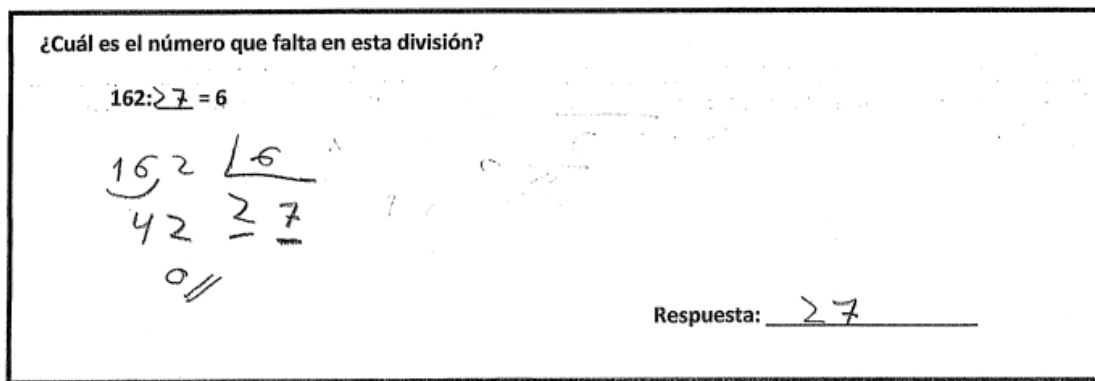 ¿Cuál es el número que falta en esta división?
162:27 = 6
162 6
42 27
0
Respuesta: 27